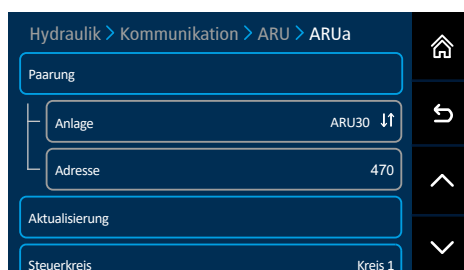 Hydraulik > Kommunikation > ARU > ARUa
Paarung
Anlage ARU30
Adresse 470
Aktualisierung
Steuerkreis Kreis 1